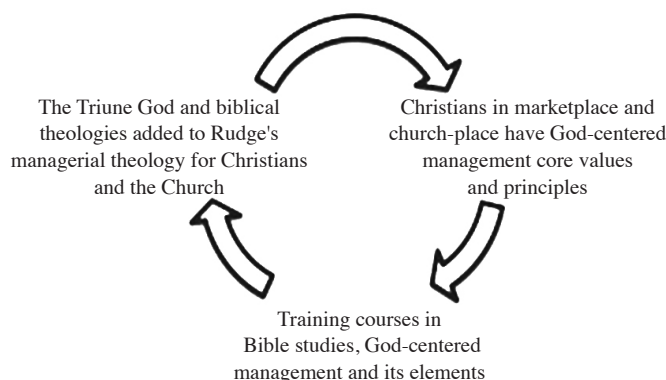 The Triune God and biblical
theologies added to Rudge's
managerial theology for Christians
and the Church
Christians in marketplace and
church-place have God-centered
management core values
and principles
Training courses in
Bible studies, God-centered
management and its elements